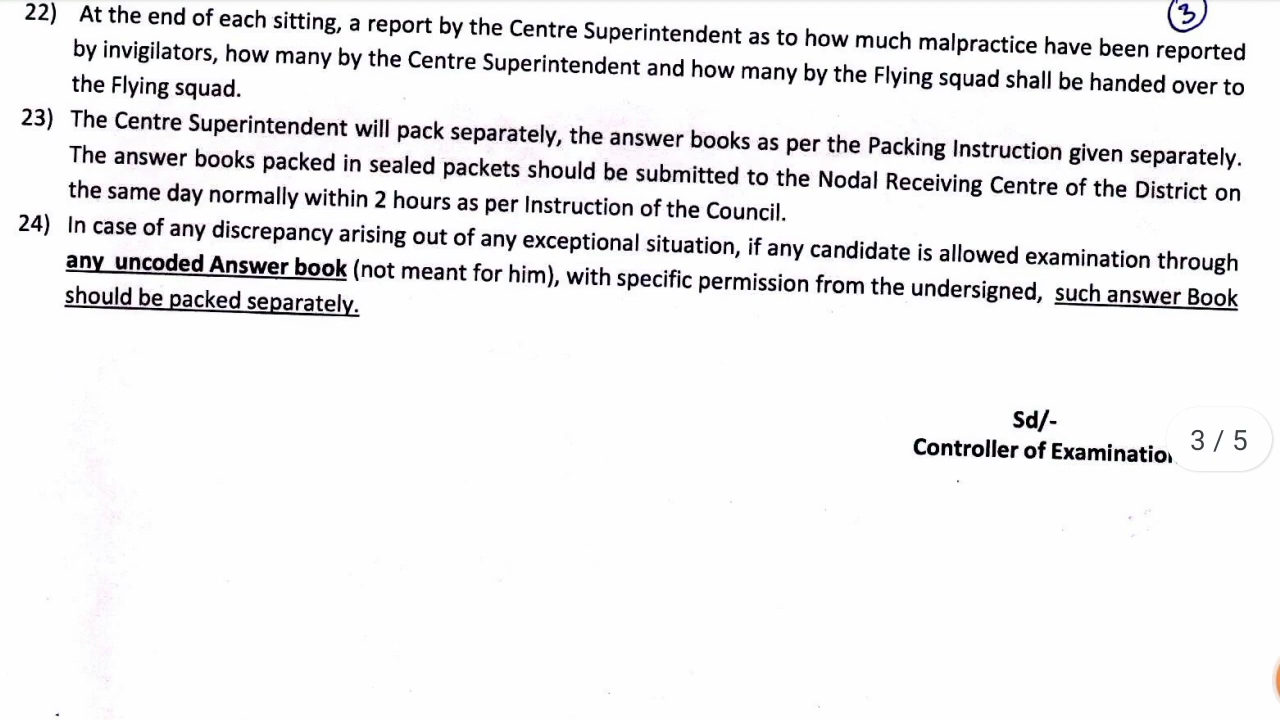 3
22) At the end of each sitting, a report by the Centre Superintendent as to how much malpractice have been reported
by invigilators, how many by the Centre Superintendent and how many by the Flying squad shall be handed over to
the Flying squad.
23) The Centre Superintendent will pack separately, the answer books as per the Packing Instruction given separately.
The answer books packed in sealed packets should be submitted to the Nodal Receiving Centre of the District on
the same day normally within 2 hours as per Instruction of the Council.
24) In case of any discrepancy arising out of any exceptional situation, if any candidate is allowed examination through
any uncoded Answer book (not meant for him), with specific permission from the undersigned, such answer Book
should be packed separately.
Sd/-
Controller of Examination
3 / 5